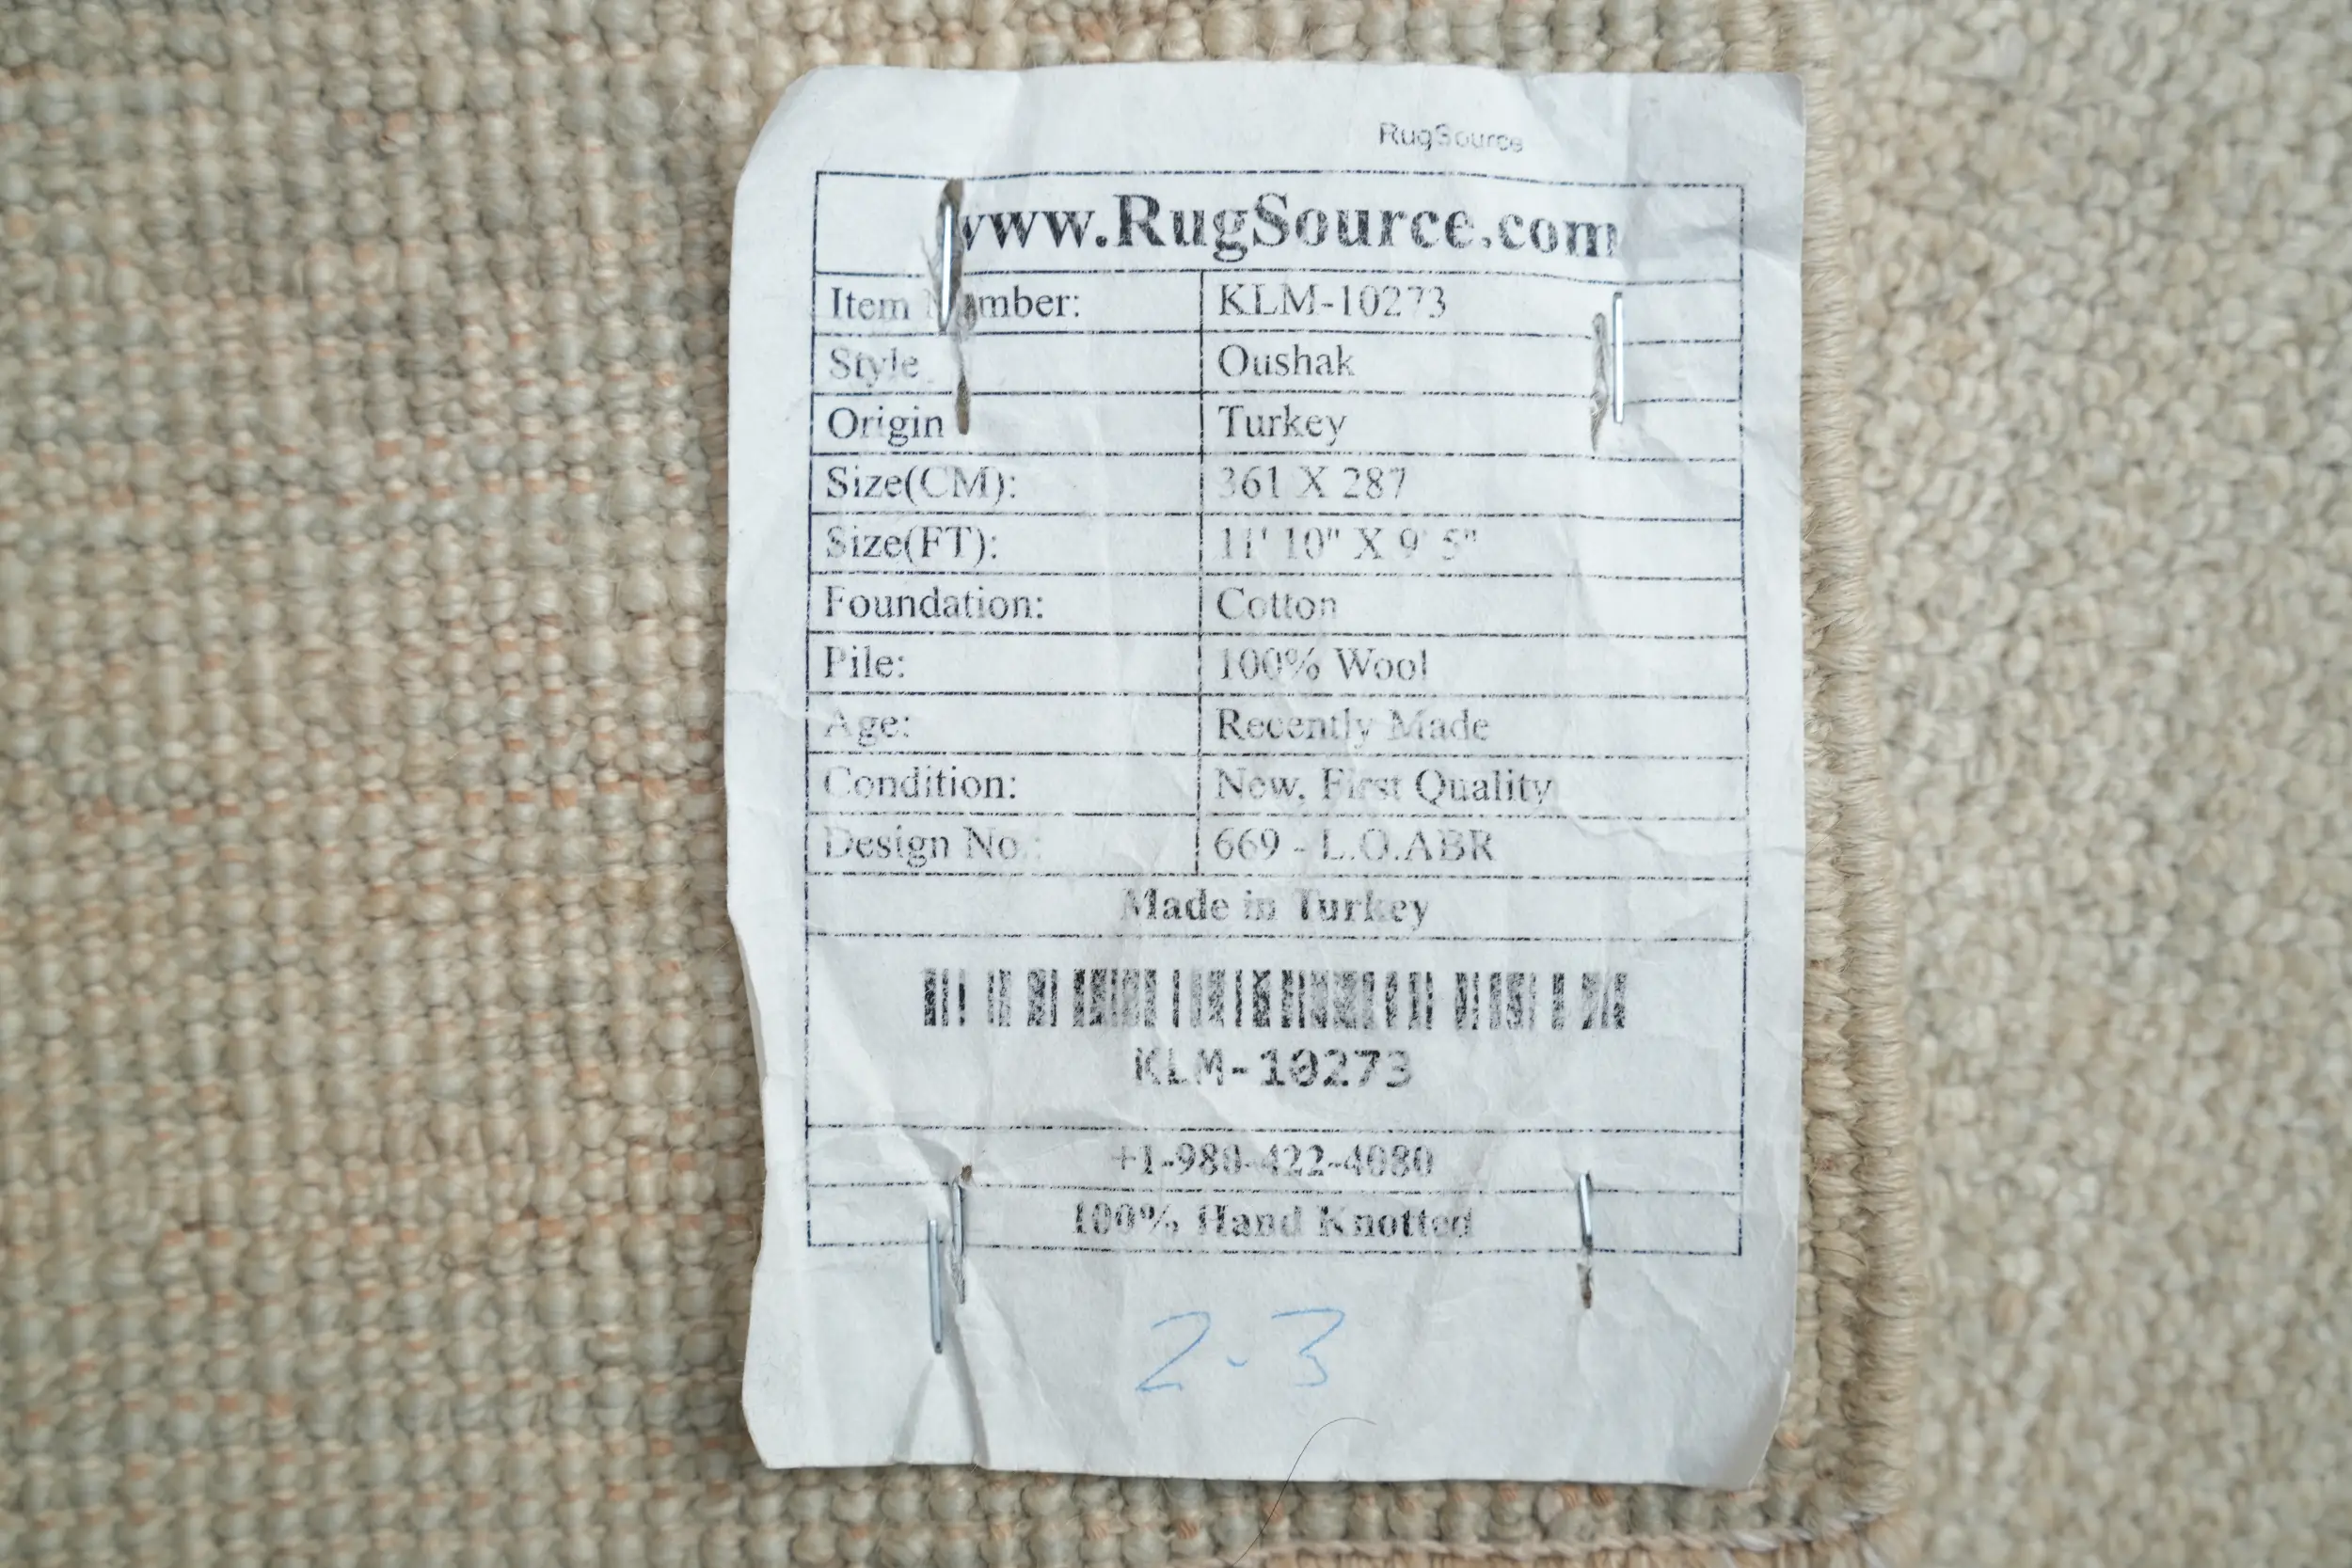 RugSource
www.RugSource.com
Item Number: KLM-10273
Style Oushak
Origin Turkey
Size(CM): 361 X 287
Size(FT): 11' 10" X 9' 5"
Foundation: Cotton
Pile: 100% Wool
Age: Recently Made
Condition: New, First Quality
Design No.: 669 - L.O.ABR
Made in Turkey
KLM-10273
+1-980-422-4080
100% Hand Knotted
2-3